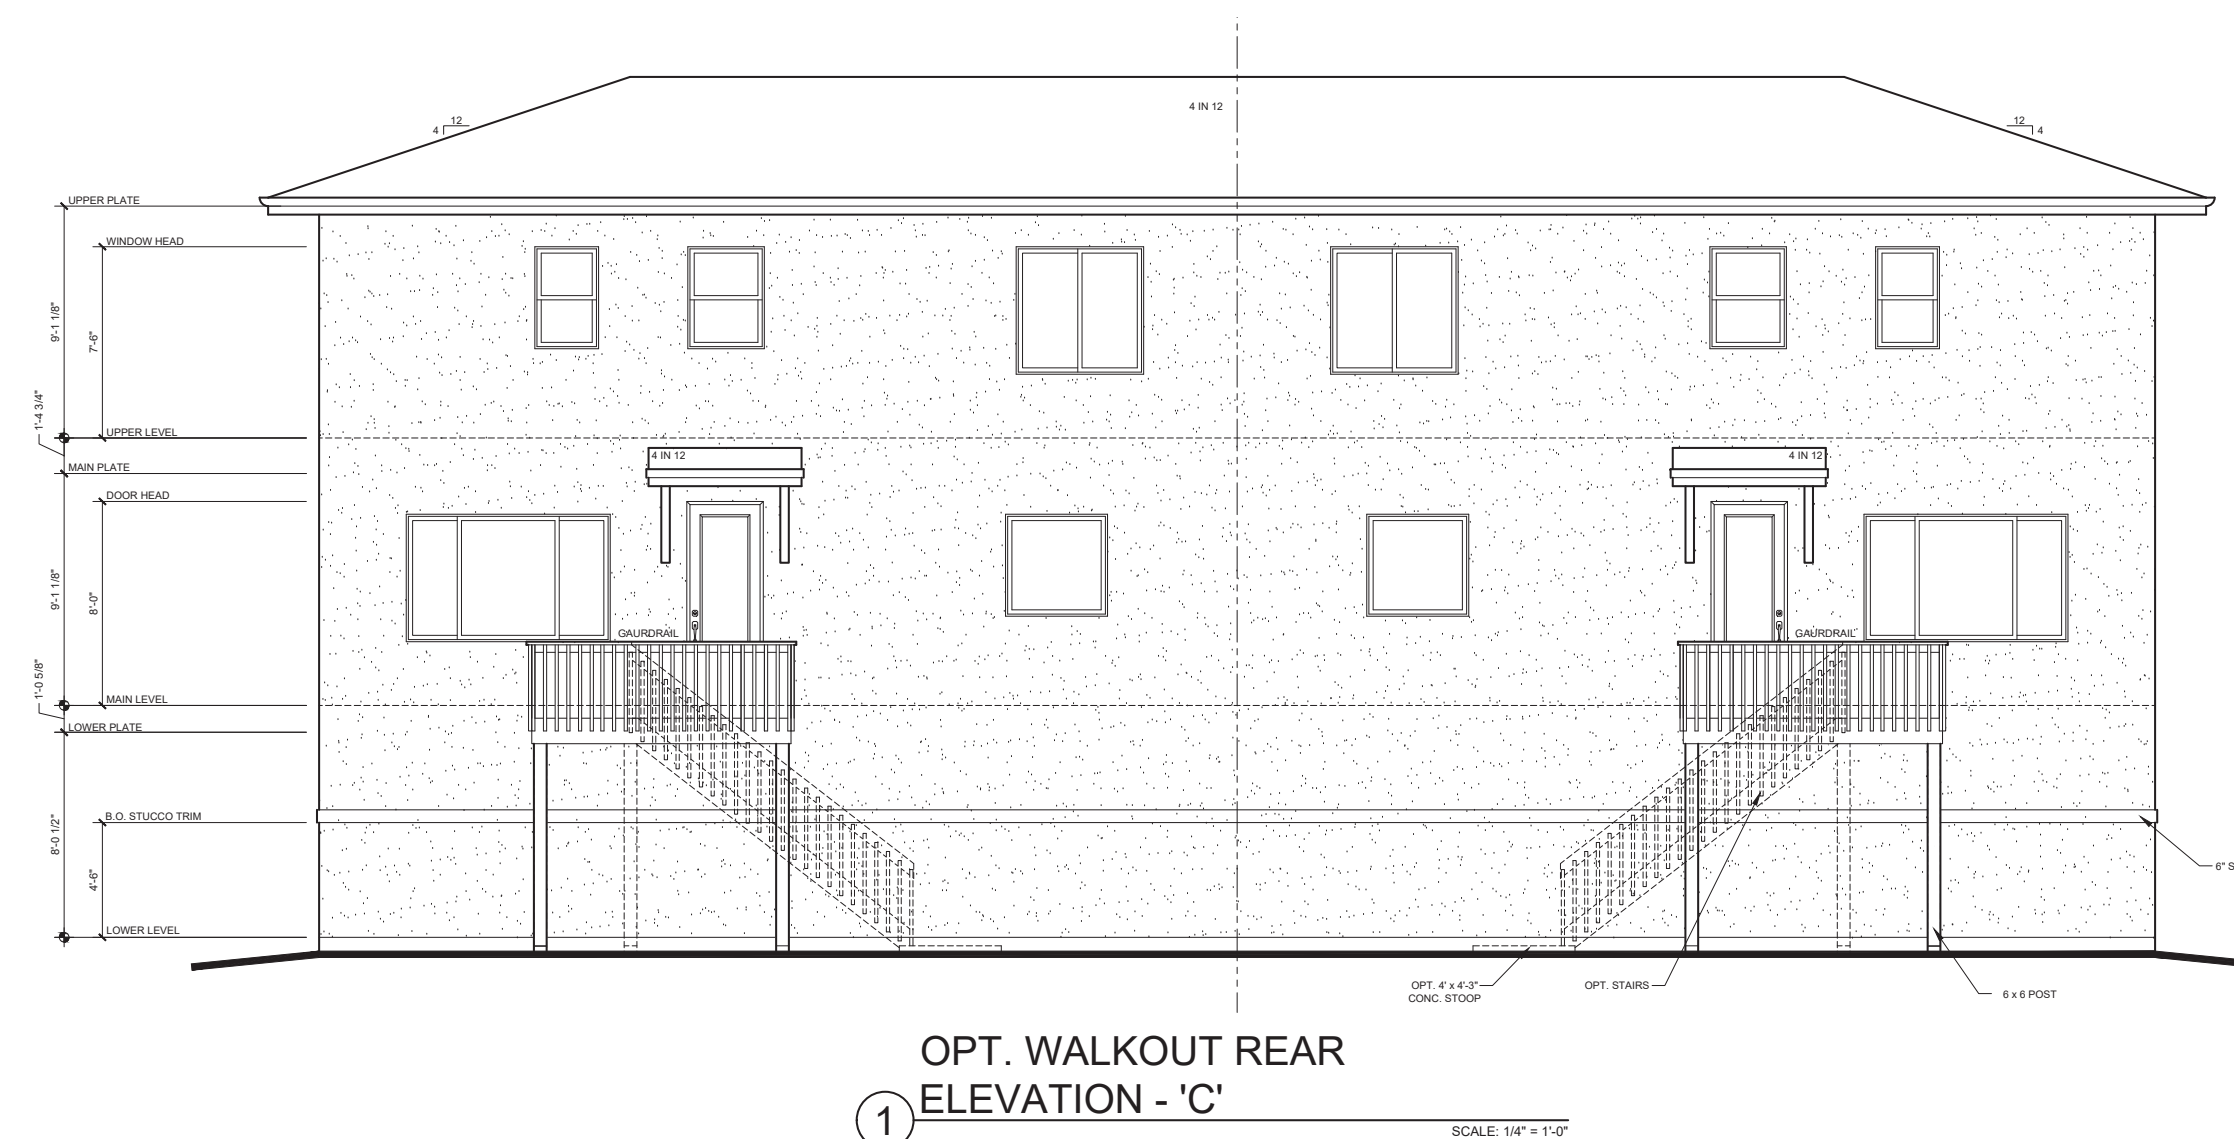 4 IN 12
12
4
12
4
UPPER PLATE
WINDOW HEAD
9'-1 1/8"
7'-6"
1'-4 3/4"
UPPER LEVEL
4 IN 12
4 IN 12
MAIN PLATE
DOOR HEAD
9'-1 1/8"
8'-0"
GAURDRAIL
GAURDRAIL
1'-0 5/8"
MAIN LEVEL
LOWER PLATE
B.O. STUCCO TRIM
8'-0 1/2"
4'-6"
6" S
LOWER LEVEL
OPT. 4' x 4'-3"
CONC. STOOP
OPT. STAIRS
6 x 6 POST
OPT. WALKOUT REAR
ELEVATION - 'C'
1
SCALE: 1/4" = 1'-0"